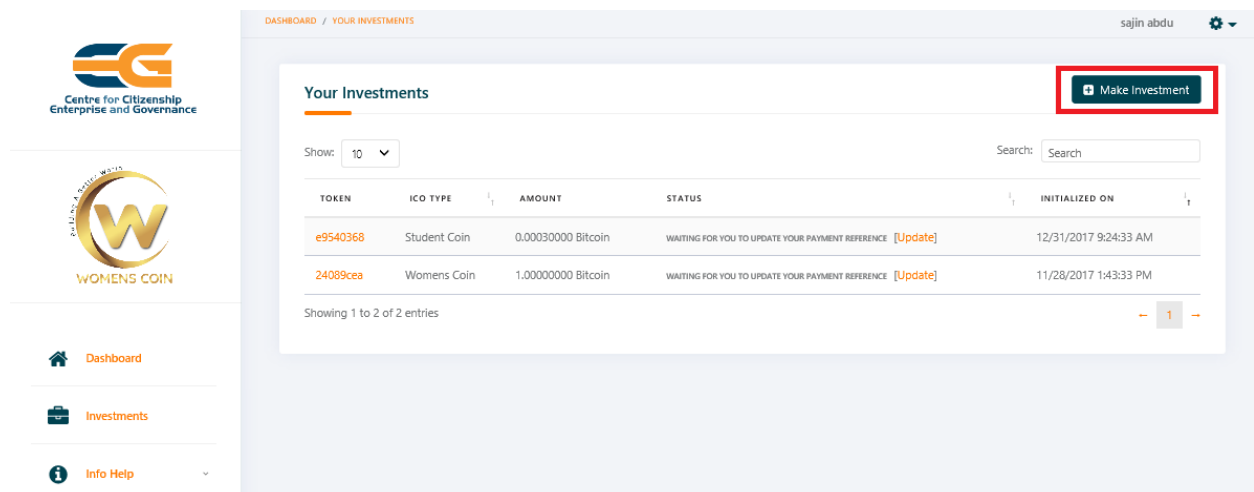 DASHBOARD / YOUR INVESTMENTS
sajin abdu
Centre for Citizenship
Enterprise and Governance
Your Investments
Make Investment
Show: 10
Search: Search
TOKEN ICO TYPE AMOUNT STATUS INITIALIZED ON
e9540368 Student Coin 0.00030000 Bitcoin WAITING FOR YOU TO UPDATE YOUR PAYMENT REFERENCE [Update] 12/31/2017 9:24:33 AM
24089cea Womens Coin 1.00000000 Bitcoin WAITING FOR YOU TO UPDATE YOUR PAYMENT REFERENCE [Update] 11/28/2017 1:43:33 PM
Showing 1 to 2 of 2 entries
← 1 →
Building A Better World
W
WOMENS COIN
Dashboard
Investments
Info Help